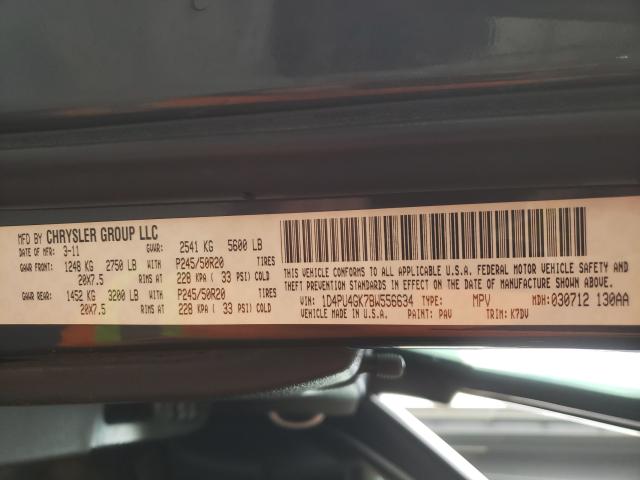 MFD BY CHRYSLER GROUP LLC
DATE OF MFR: 3-11 GVWR: 2541 KG 5600 LB
GAWR FRONT: 1248 KG 2750 LB WITH P245/50R20 TIRES
20X7.5 RIMS AT 228 KPA ( 33 PSI) COLD
GAWR REAR: 1452 KG 3200 LB WITH P245/50R20 TIRES
20X7.5 RIMS AT 228 KPA ( 33 PSI) COLD
THIS VEHICLE CONFORMS TO ALL APPLICABLE U.S.A. FEDERAL MOTOR VEHICLE SAFETY AND
THEFT PREVENTION STANDARDS IN EFFECT ON THE DATE OF MANUFACTURE SHOWN ABOVE.
VIN: 1D4PU4GK7BW556634 TYPE: MPV MDH: 030712 130AA
VEHICLE MADE IN U.S.A. PAINT: PAV TRIM: K7DV